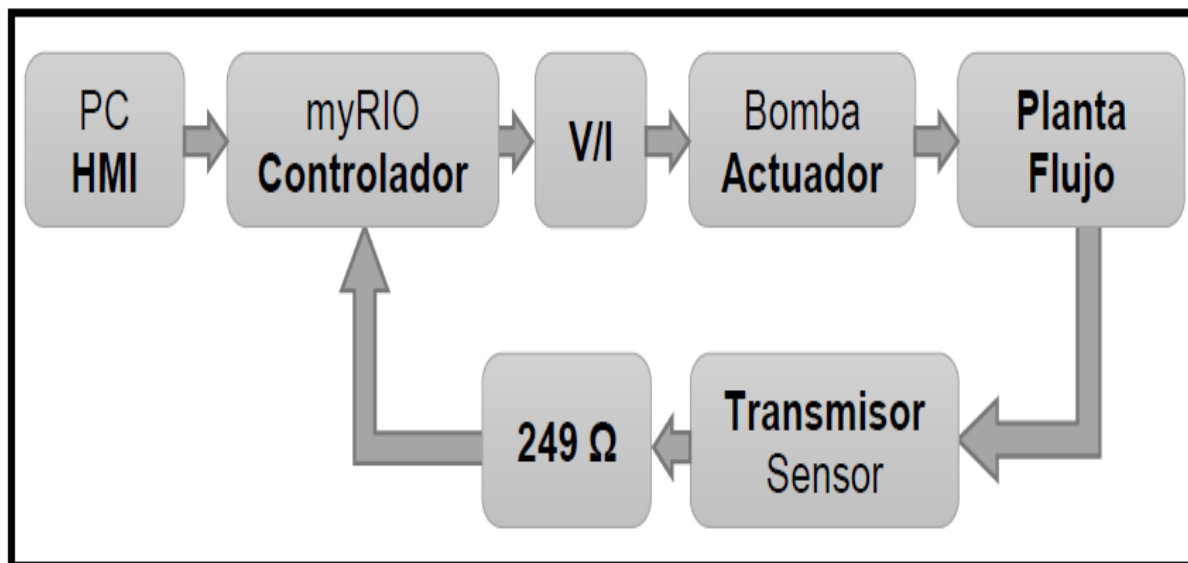 PC
HMI
myRIO
Controlador
V/I
Bomba
Actuador
Planta
Flujo
249 Ω
Transmisor
Sensor